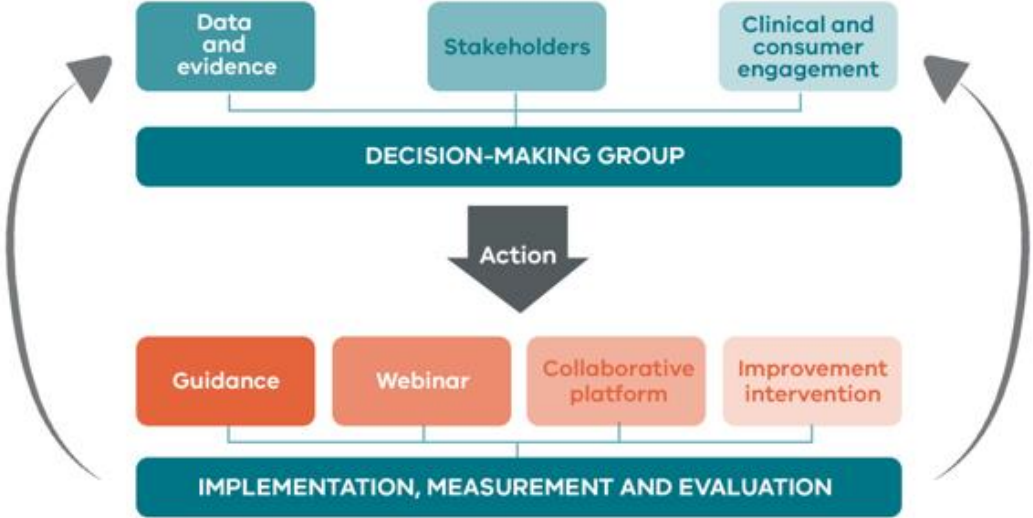 Data
and
evidence
Stakeholders
Clinical and
consumer
engagement
DECISION-MAKING GROUP
Action
Guidance
Webinar
Collaborative
platform
Improvement
intervention
IMPLEMENTATION, MEASUREMENT AND EVALUATION